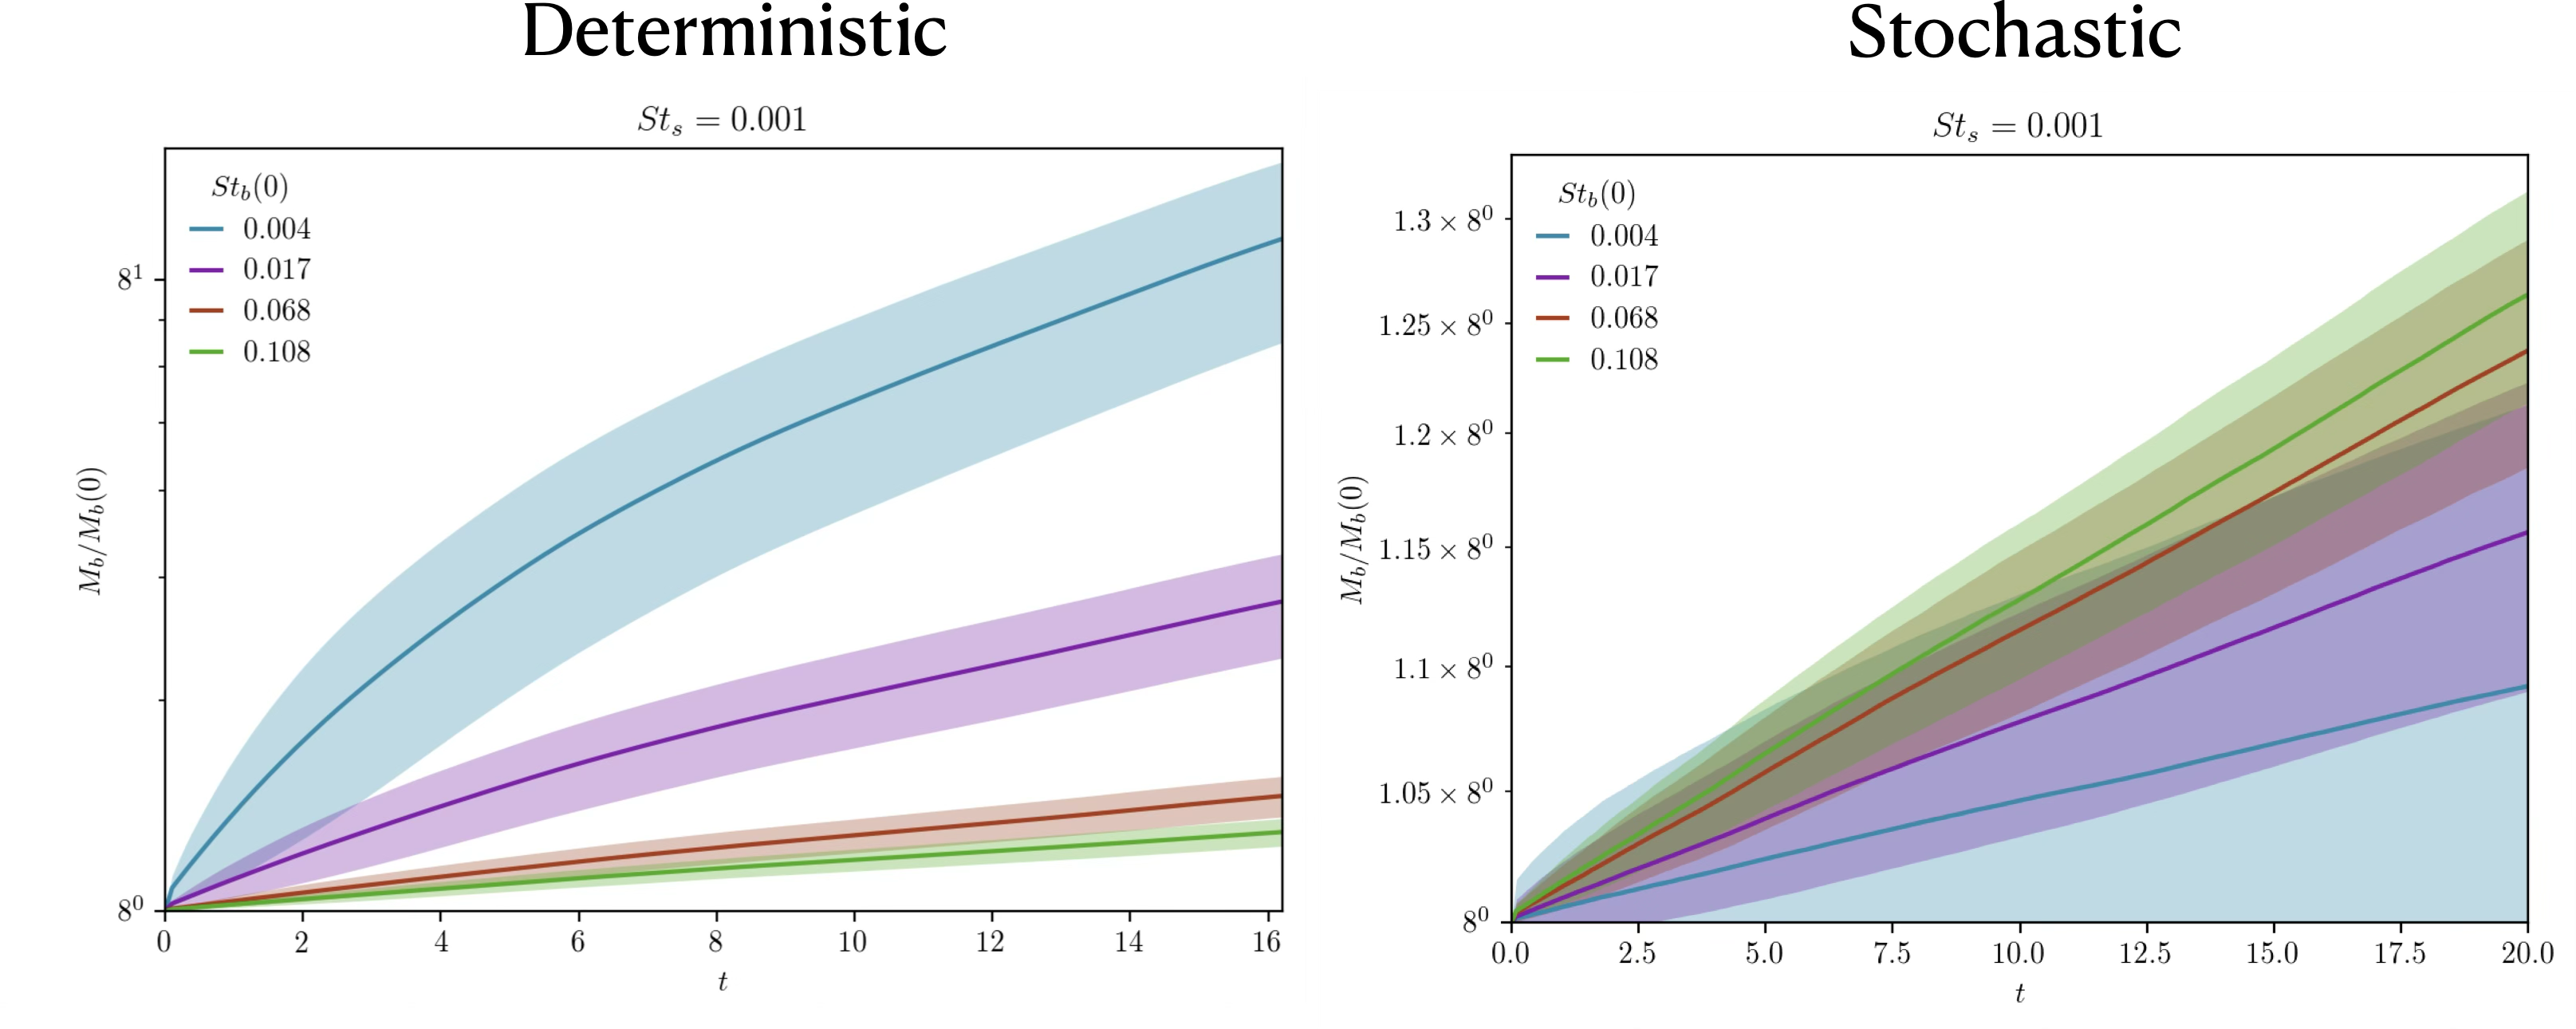 Deterministic
St_s = 0.001
St_b(0)
0.004
0.017
0.068
0.108
8^1
8^0
M_b/M_b(0)
0 2 4 6 8 10 12 14 16
t
Stochastic
St_s = 0.001
St_b(0)
0.004
0.017
0.068
0.108
1.3 × 8^0
1.25 × 8^0
1.2 × 8^0
1.15 × 8^0
1.1 × 8^0
1.05 × 8^0
8^0
M_b/M_b(0)
0.0 2.5 5.0 7.5 10.0 12.5 15.0 17.5 20.0
t